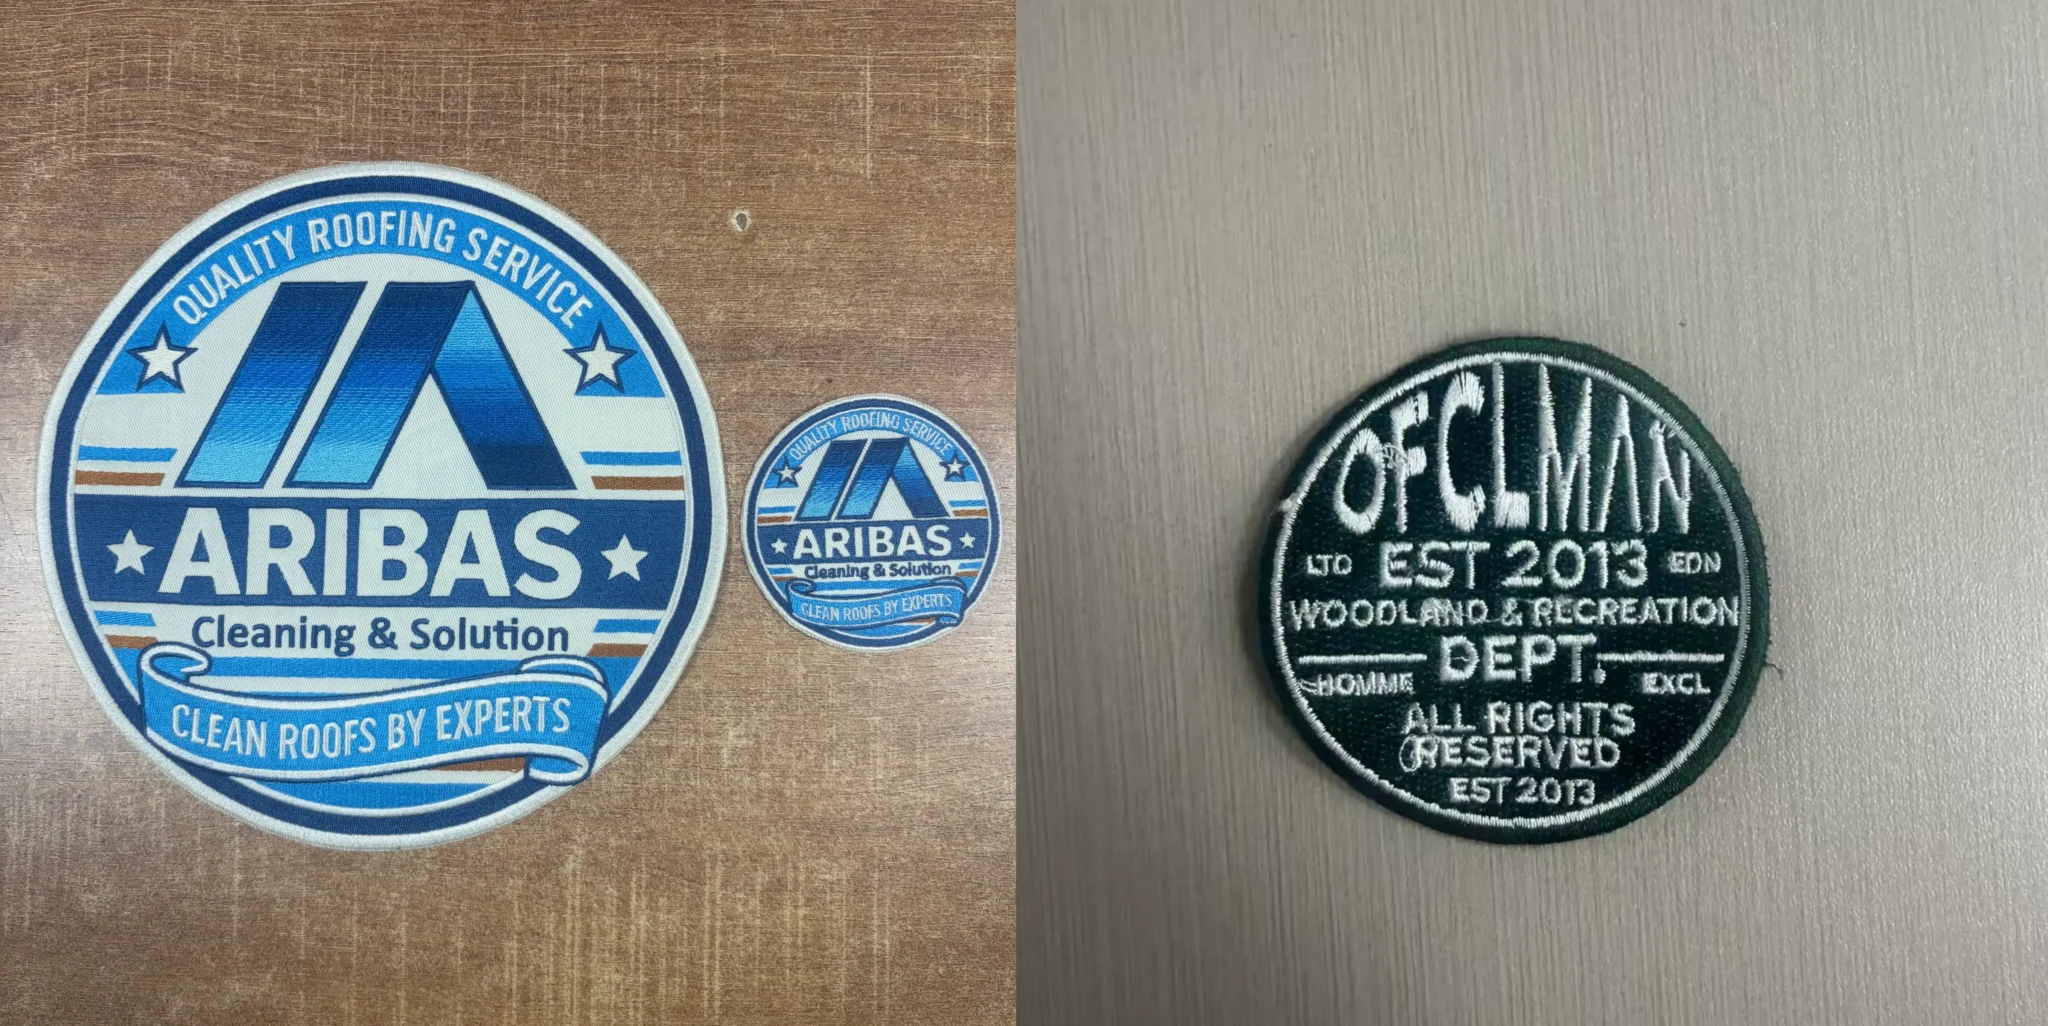 QUALITY ROOFING SERVICE
ARIBAS
Cleaning & Solution
CLEAN ROOFS BY EXPERTS
QUALITY ROOFING SERVICE
ARIBAS
Cleaning & Solution
CLEAN ROOFS BY EXPERTS
OFCLMAN
LTD EST 2013 EDN
WOODLAND & RECREATION
DEPT.
HOMME EXCL
ALL RIGHTS
RESERVED
EST 2013